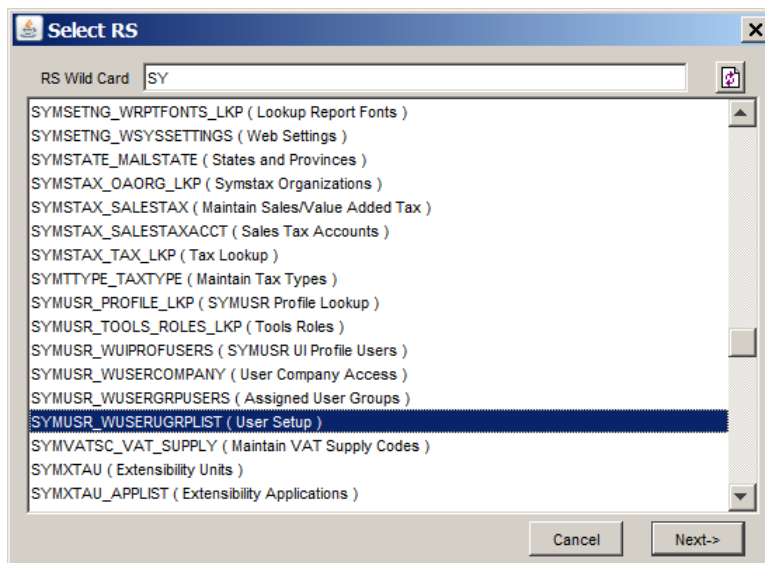 Select RS
RS Wild Card SY
SYMSETNG_WRPTFONTS_LKP ( Lookup Report Fonts )
SYMSETNG_WSYSSETTINGS ( Web Settings )
SYMSTATE_MAILSTATE ( States and Provinces )
SYMSTAX_OAORG_LKP ( Symstax Organizations )
SYMSTAX_SALESTAX ( Maintain Sales/Value Added Tax )
SYMSTAX_SALESTAXACCT ( Sales Tax Accounts )
SYMSTAX_TAX_LKP ( Tax Lookup )
SYMTTYPE_TAXTYPE ( Maintain Tax Types )
SYMUSR_PROFILE_LKP ( SYMUSR Profile Lookup )
SYMUSR_TOOLS_ROLES_LKP ( Tools Roles )
SYMUSR_WUIPROFUSERS ( SYMUSR UI Profile Users )
SYMUSR_WUSERCOMPANY ( User Company Access )
SYMUSR_WUSERGRPUSERS ( Assigned User Groups )
SYMUSR_WUSERUGRPLIST ( User Setup )
SYMVATSC_VAT_SUPPLY ( Maintain VAT Supply Codes )
SYMXTAU ( Extensibility Units )
SYMXTAU_APPLIST ( Extensibility Applications )
Cancel Next->